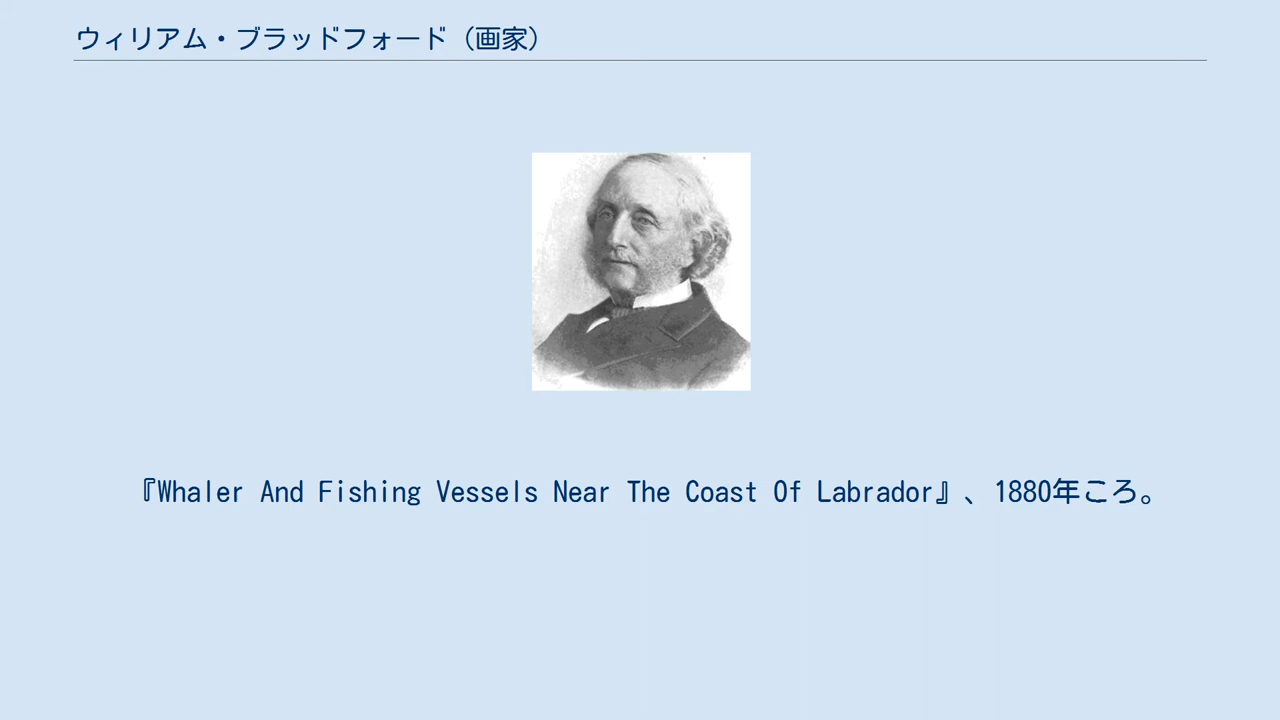 ウィリアム・ブラッドフォード（画家）
『Whaler And Fishing Vessels Near The Coast Of Labrador』、1880年ころ。